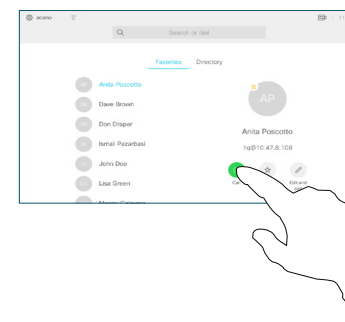 acano
Search or dial
Favorites Directory
AP Anita Poscotto
Dave Brown
Don Draper
Ismail Pazarbasi
John Doe
Lisa Green
AP
Anita Poscotto
1q@10.47.8.108
Edit and